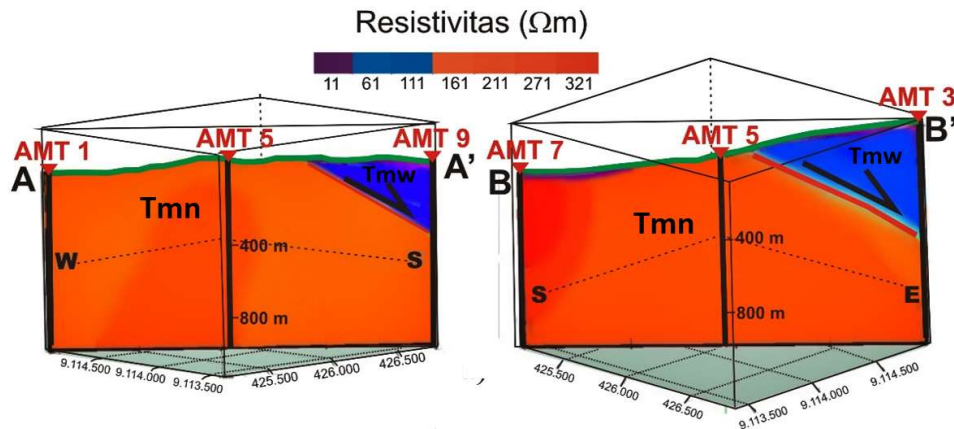 Resistivitas (Ωm)
11 61 111 161 211 271 321
AMT 1
AMT 5
AMT 9
A
A'
Tmn
Tmw
400 m
W
S
800 m
9.114.500
9.114.000
9.113.500
425.500
426.000
426.500
AMT 7
AMT 5
AMT 3
B
B'
Tmn
Tmw
400 m
S
E
800 m
425.500
426.000
426.500
9.113.500
9.114.000
9.114.500